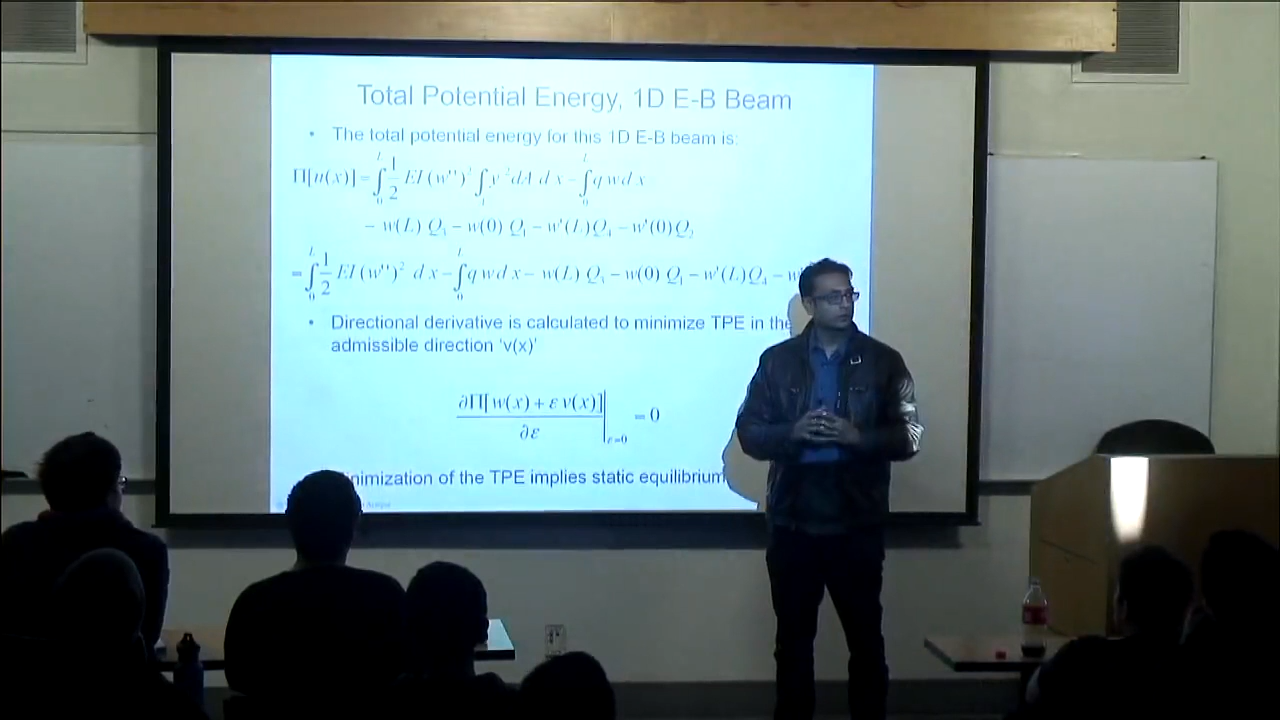 Total Potential Energy, 1D E-B Beam
• The total potential energy for this 1D E-B beam is:
Π[u(x)] = ∫₀ᴸ 1/2 EI (w'')² ∫ y² dA dx − ∫₀ᴸ q w dx
− w(L) Q₃ − w(0) Q₁ − w'(L) Q₄ − w'(0) Q₂
= ∫₀ᴸ 1/2 EI (w'')² dx − ∫₀ᴸ q w dx − w(L) Q₃ − w(0) Q₁ − w'(L) Q₄ −
• Directional derivative is calculated to minimize TPE in the
admissible direction 'v(x)'
∂Π[w(x) + ε v(x)] / ∂ε |ε=0 = 0
nimization of the TPE implies static equilibrium